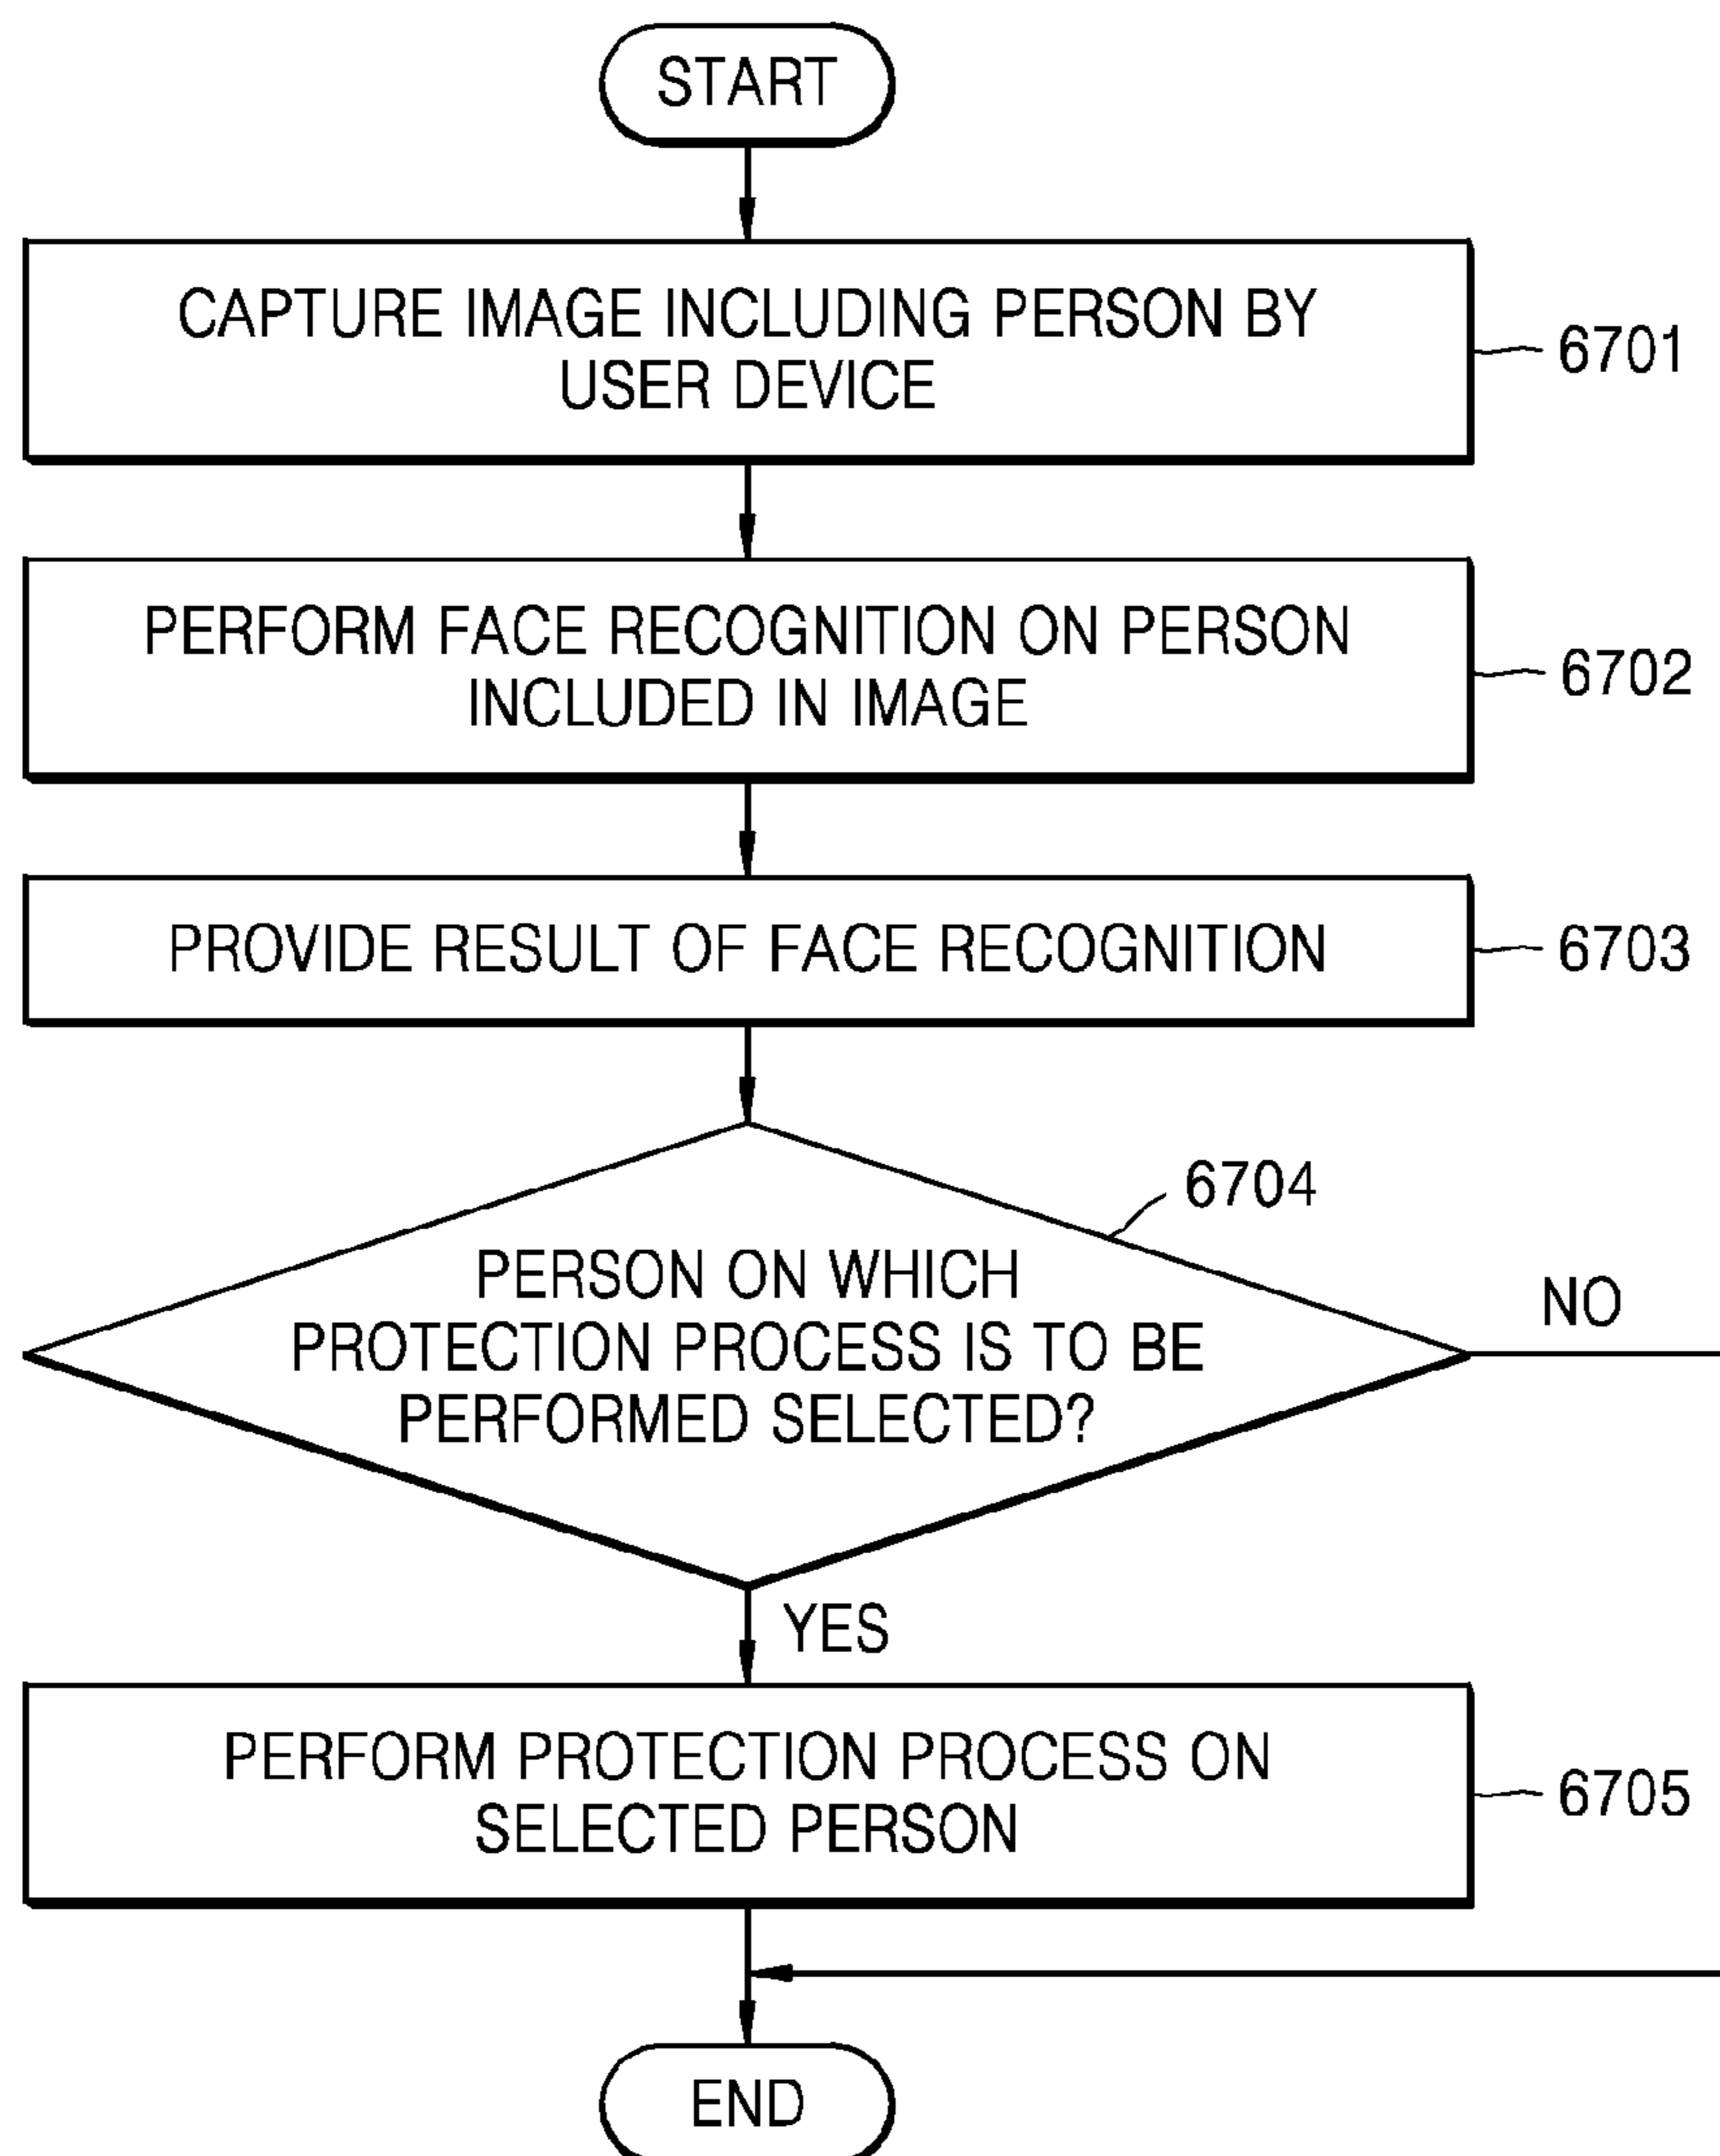 START
CAPTURE IMAGE INCLUDING PERSON BY
USER DEVICE
6701
PERFORM FACE RECOGNITION ON PERSON
INCLUDED IN IMAGE
6702
PROVIDE RESULT OF FACE RECOGNITION
6703
6704
PERSON ON WHICH
PROTECTION PROCESS IS TO BE
PERFORMED SELECTED?
NO
YES
PERFORM PROTECTION PROCESS ON
SELECTED PERSON
6705
END